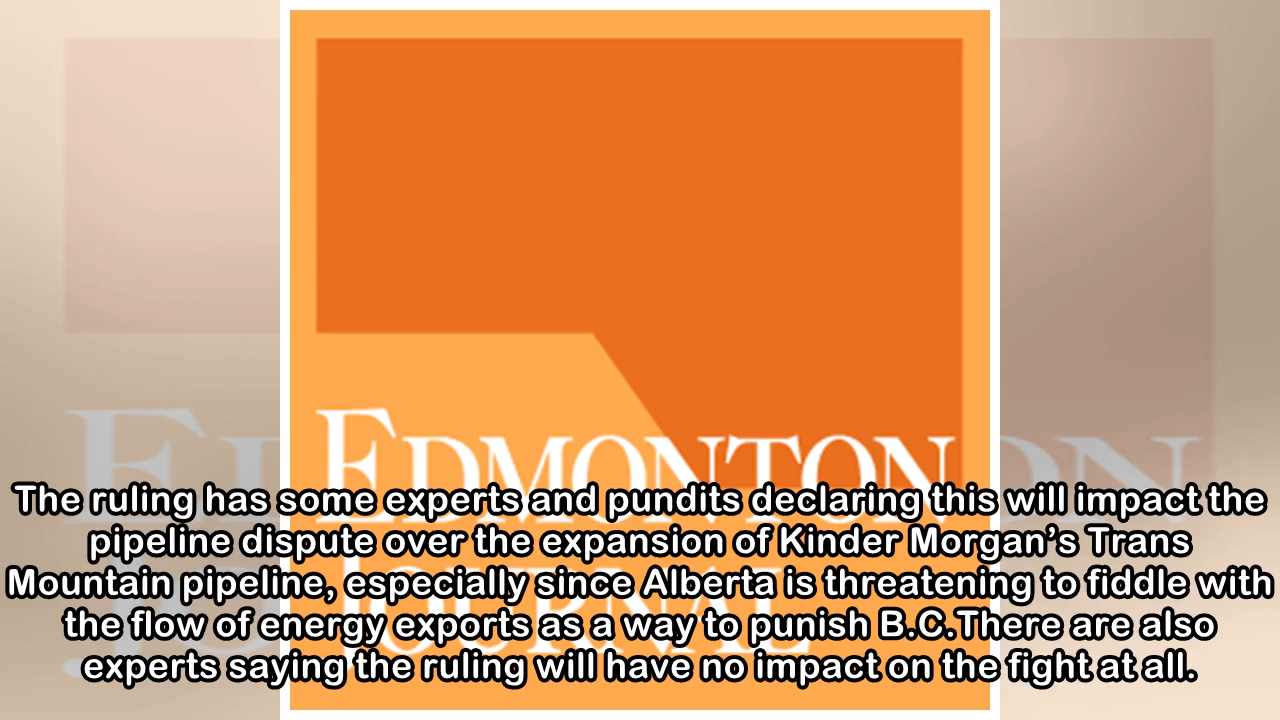 EDMONTON
JOURNAL
The ruling has some experts and pundits declaring this will impact the
pipeline dispute over the expansion of Kinder Morgan’s Trans
Mountain pipeline, especially since Alberta is threatening to fiddle with
the flow of energy exports as a way to punish B.C.There are also
experts saying the ruling will have no impact on the fight at all.